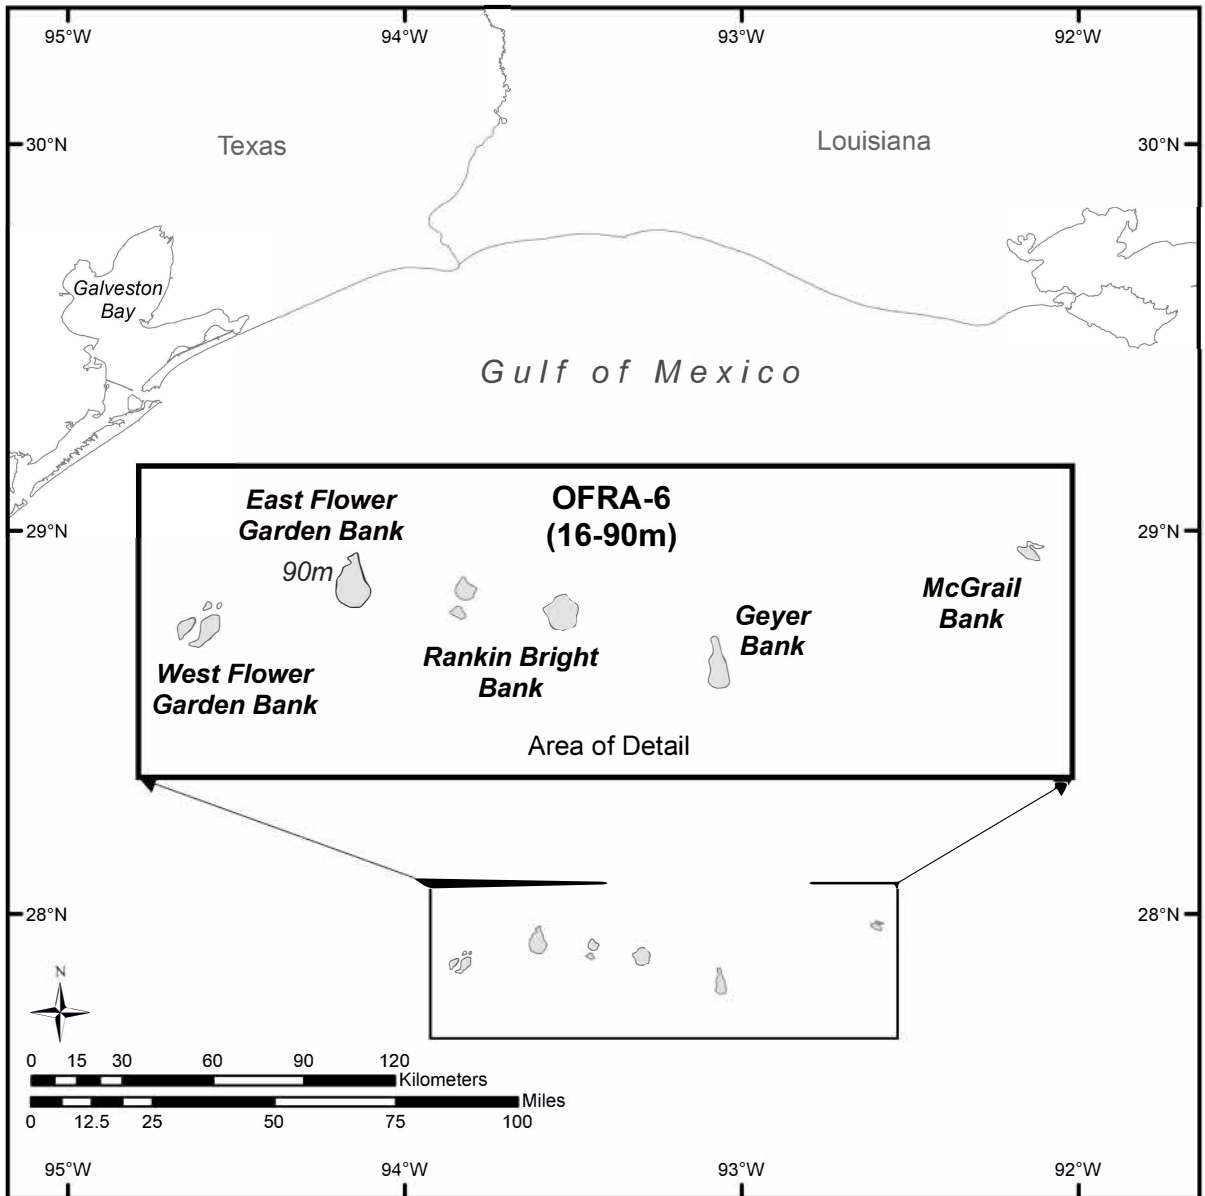 95°W 94°W 93°W 92°W
30°N Texas Louisiana 30°N
Galveston
Bay
Gulf of Mexico
East Flower
Garden Bank
OFRA-6
(16-90m)
29°N 29°N
90m
McGrail
Bank
Geyer
Bank
Rankin Bright
Bank
West Flower
Garden Bank
Area of Detail
28°N 28°N
N
0 15 30 60 90 120
Kilometers
Miles
0 12.5 25 50 75 100
95°W 94°W 93°W 92°W